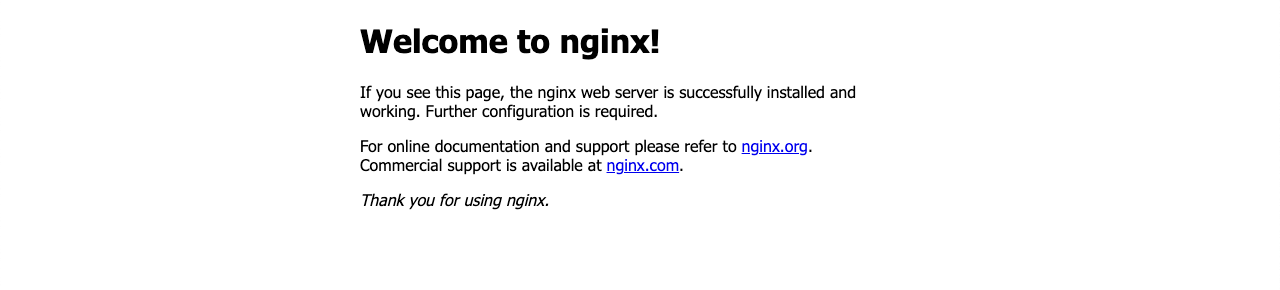 Welcome to nginx!
If you see this page, the nginx web server is successfully installed and
working. Further configuration is required.
For online documentation and support please refer to nginx.org.
Commercial support is available at nginx.com.
Thank you for using nginx.